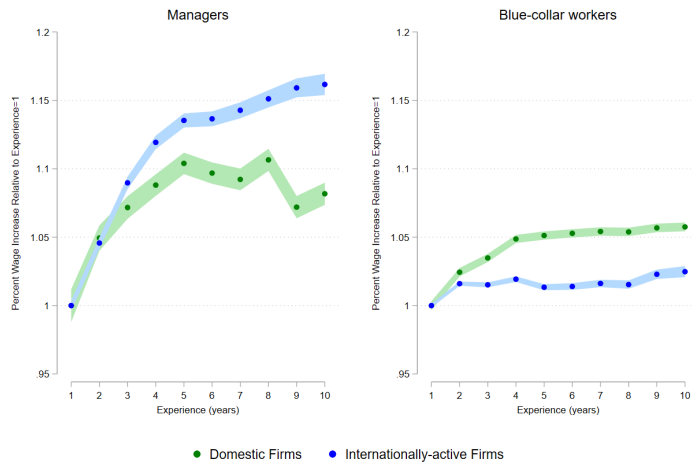 Managers
Blue-collar workers
Percent Wage Increase Relative to Experience=1
1.2
1.15
1.1
1.05
1
.95
1 2 3 4 5 6 7 8 9 10
Experience (years)
Percent Wage Increase Relative to Experience=1
1.2
1.15
1.1
1.05
1
.95
1 2 3 4 5 6 7 8 9 10
Experience (years)
Domestic Firms
Internationally-active Firms